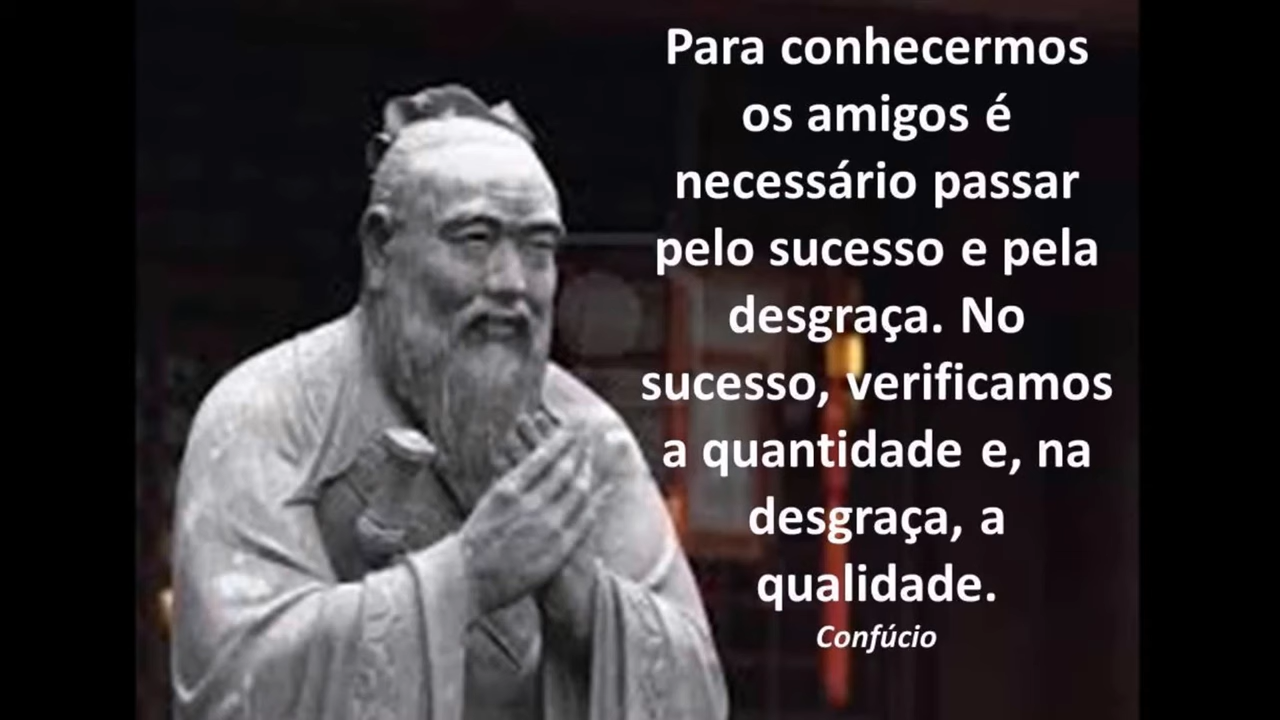 Para conhecermos
os amigos é
necessário passar
pelo sucesso e pela
desgraça. No
sucesso, verificamos
a quantidade e, na
desgraça, a
qualidade.
Confúcio